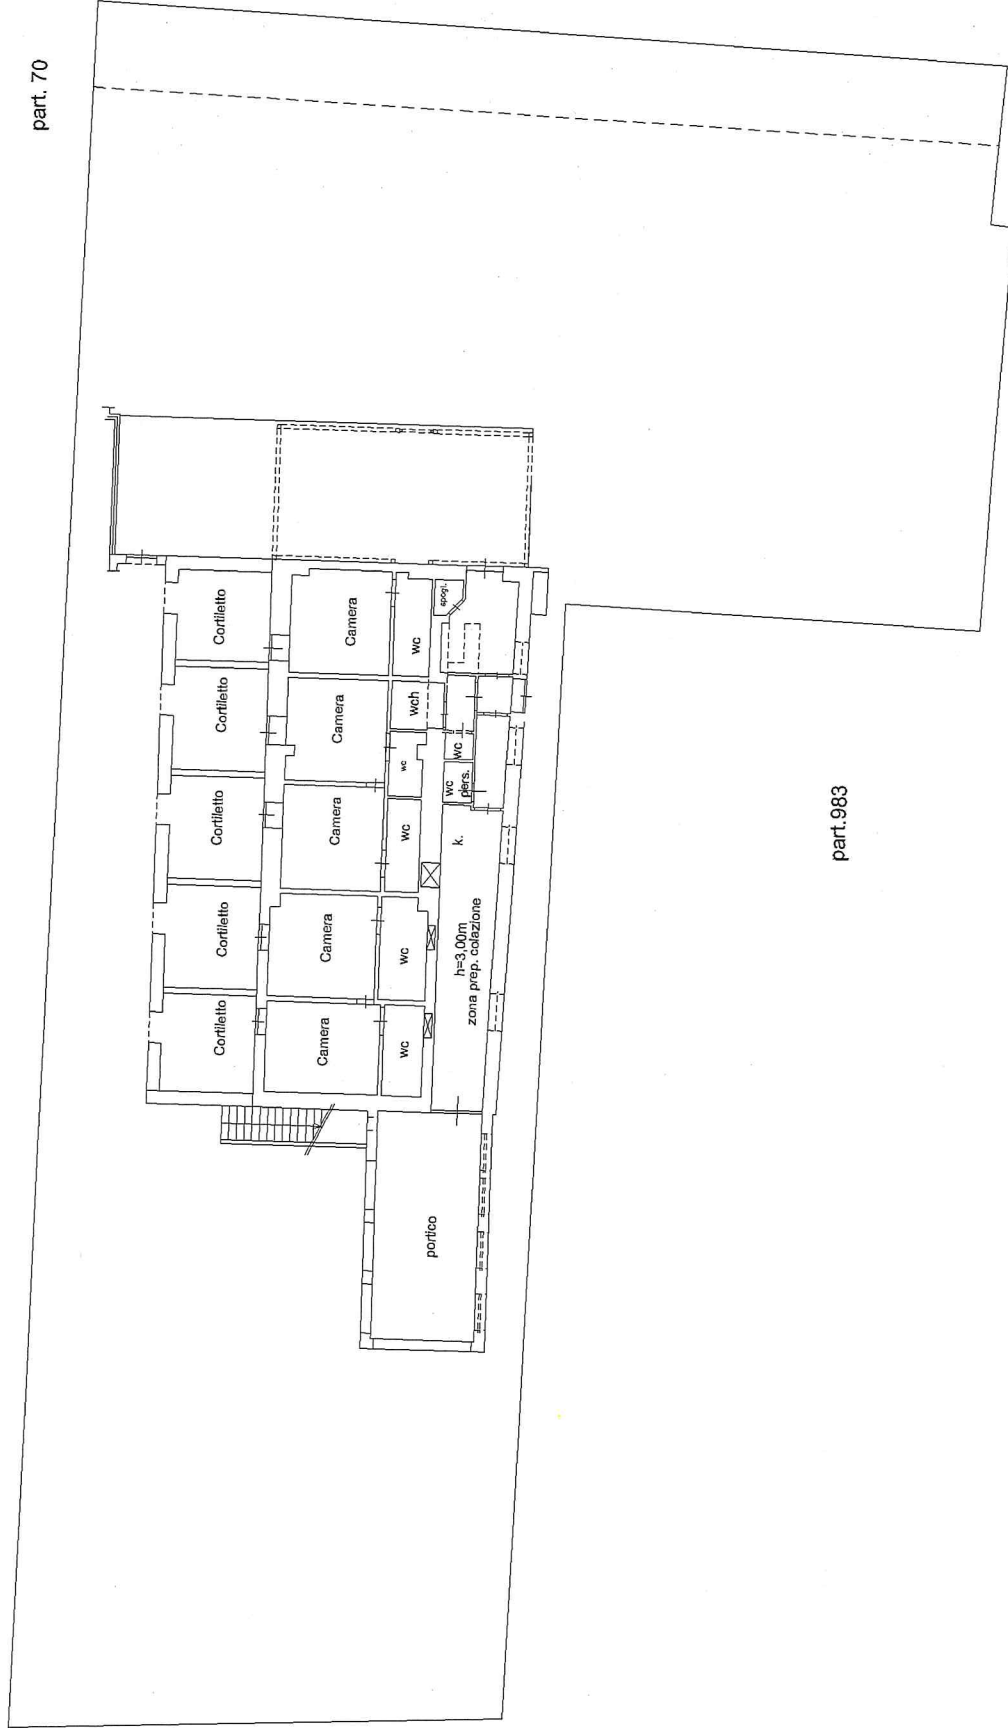 part. 70
Cortiletto
Cortiletto
Cortiletto
Cortiletto
Cortiletto
Camera
Camera
Camera
Camera
Camera
wc
wch
wc
wc
wc
wc
spogl.
wc
wc
pers.
k.
h=3,00m
zona prep. colazione
portico
part.983